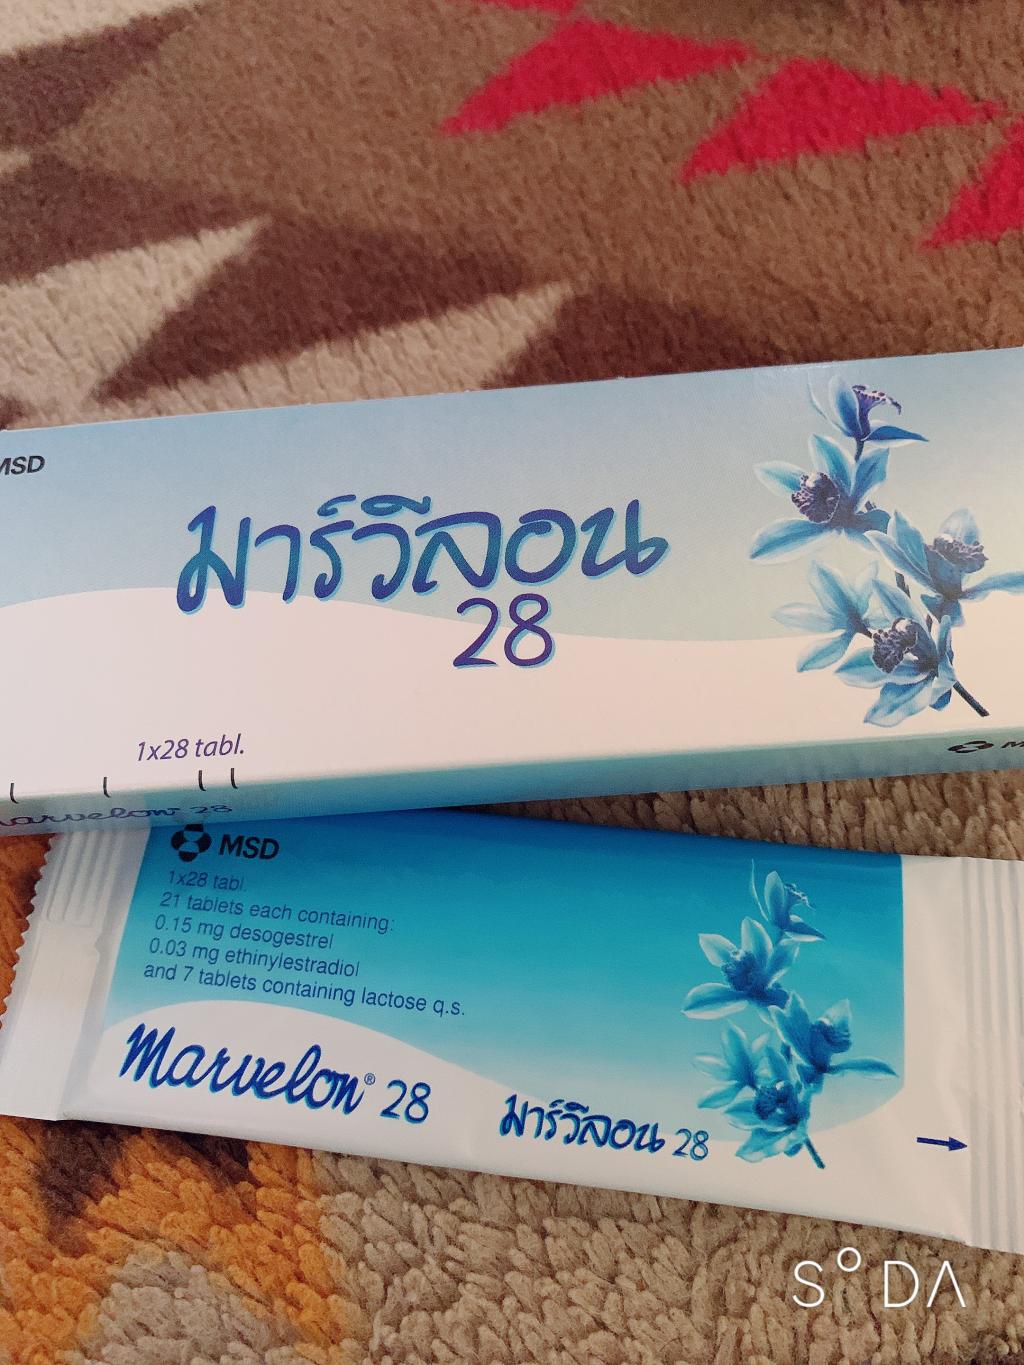 MSD
มาร์วีลอน
28
1x28 tabl.
Marvelon 28
MSD
1x28 tabl.
21 tablets each containing:
0.15 mg desogestrel
0.03 mg ethinylestradiol
and 7 tablets containing lactose q.s.
Marvelon® 28
มาร์วีลอน 28
SODA